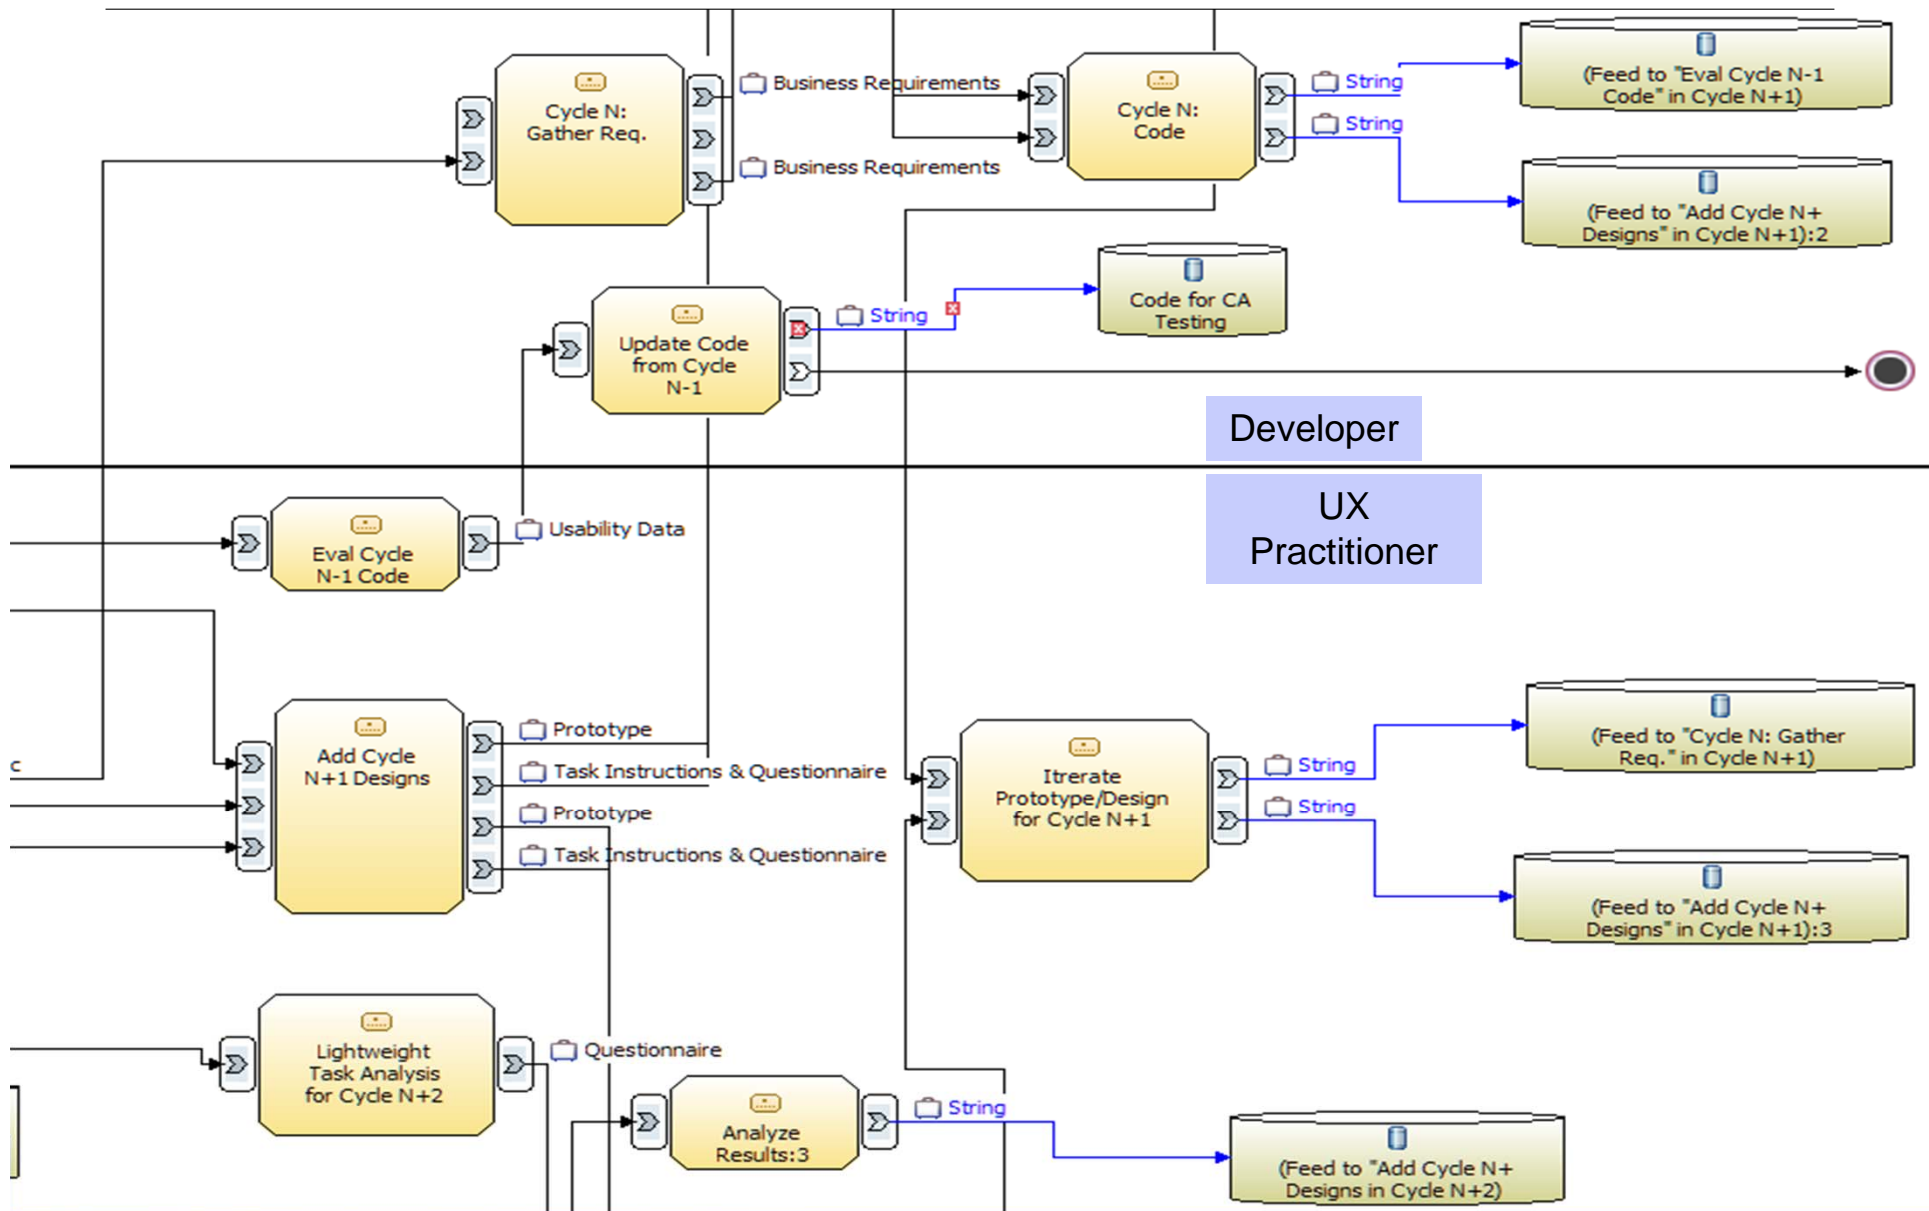 Cycle N:
Gather Req.
Business Requirements
Business Requirements
Cycle N:
Code
String
String
(Feed to "Eval Cycle N-1
Code" in Cycle N+1)
(Feed to "Add Cycle N+
Designs" in Cycle N+1):2
Update Code
from Cycle
N-1
String
Code for CA
Testing
Developer
UX
Practitioner
Eval Cycle
N-1 Code
Usability Data
c
Add Cycle
N+1 Designs
Prototype
Task Instructions & Questionnaire
Prototype
Task Instructions & Questionnaire
Itrerate
Prototype/Design
for Cycle N+1
String
String
(Feed to "Cycle N: Gather
Req." in Cycle N+1)
(Feed to "Add Cycle N+
Designs" in Cycle N+1):3
Lightweight
Task Analysis
for Cycle N+2
Questionnaire
Analyze
Results:3
String
(Feed to "Add Cycle N+
Designs in Cycle N+2)